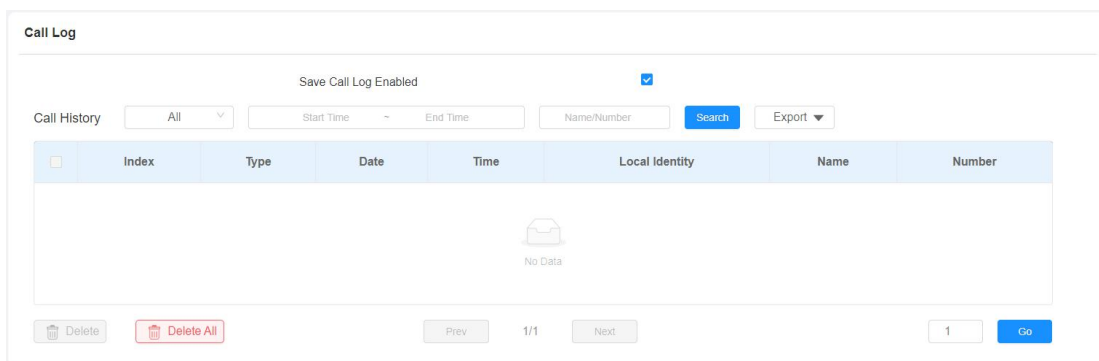 Call Log
Save Call Log Enabled
Call History All Start Time ~ End Time Name/Number Search Export
Index Type Date Time Local Identity Name Number
No Data
Delete Delete All Prev 1/1 Next 1 Go